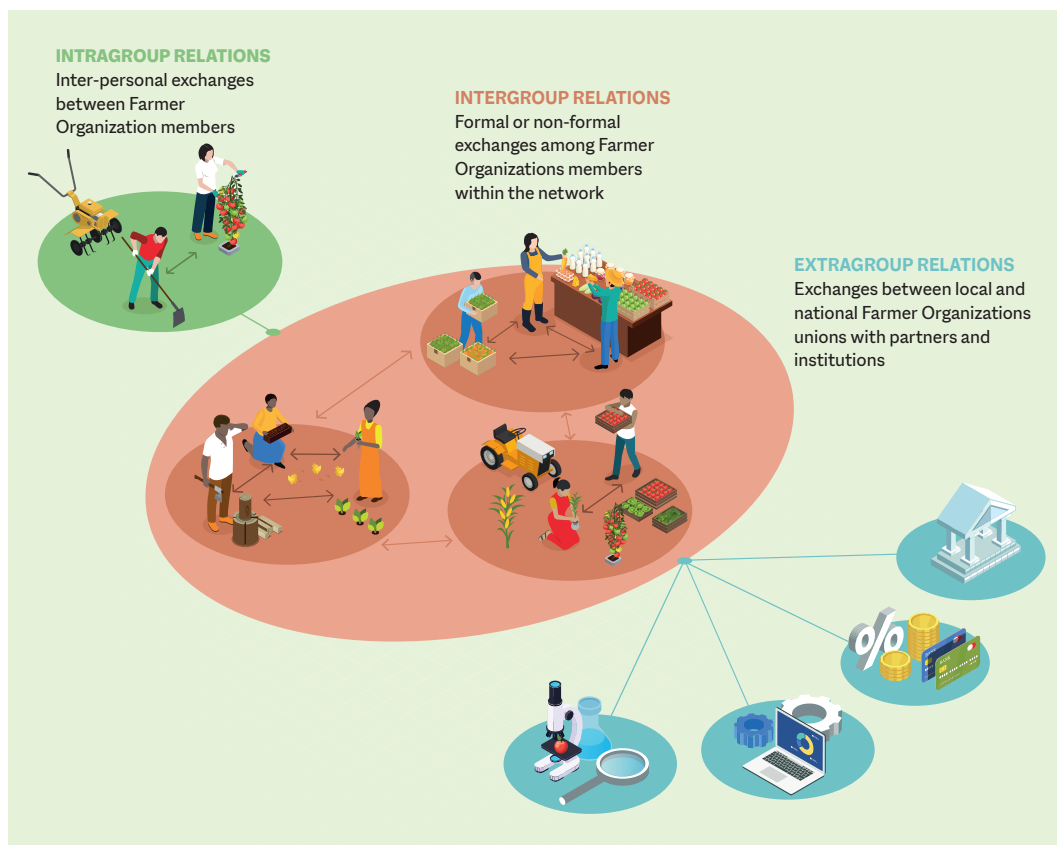 INTRAGROUP RELATIONS
Inter-personal exchanges
between Farmer
Organization members
INTERGROUP RELATIONS
Formal or non-formal
exchanges among Farmer
Organizations members
within the network
EXTRAGROUP RELATIONS
Exchanges between local and
national Farmer Organizations
unions with partners and
institutions
%
BANK